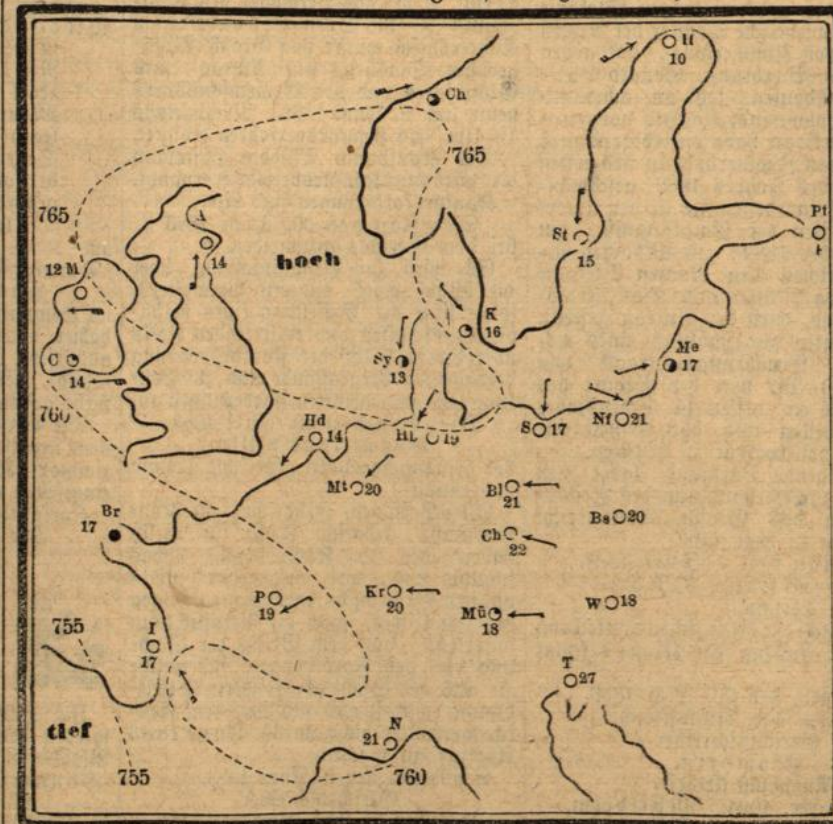 Ü
10
Ch
765
765
A
14
St
15
Pt
12 M
hoch
K
16
Sy
13
Me
17
C
14
760
Hd
14
Hb
19
S
17
Nf
21
Mt
20
Bl
21
Br
17
Bs
20
Ch
22
P
19
Kr
20
Mü
18
W
18
755
I
17
T
27
tief
N
21
755
760